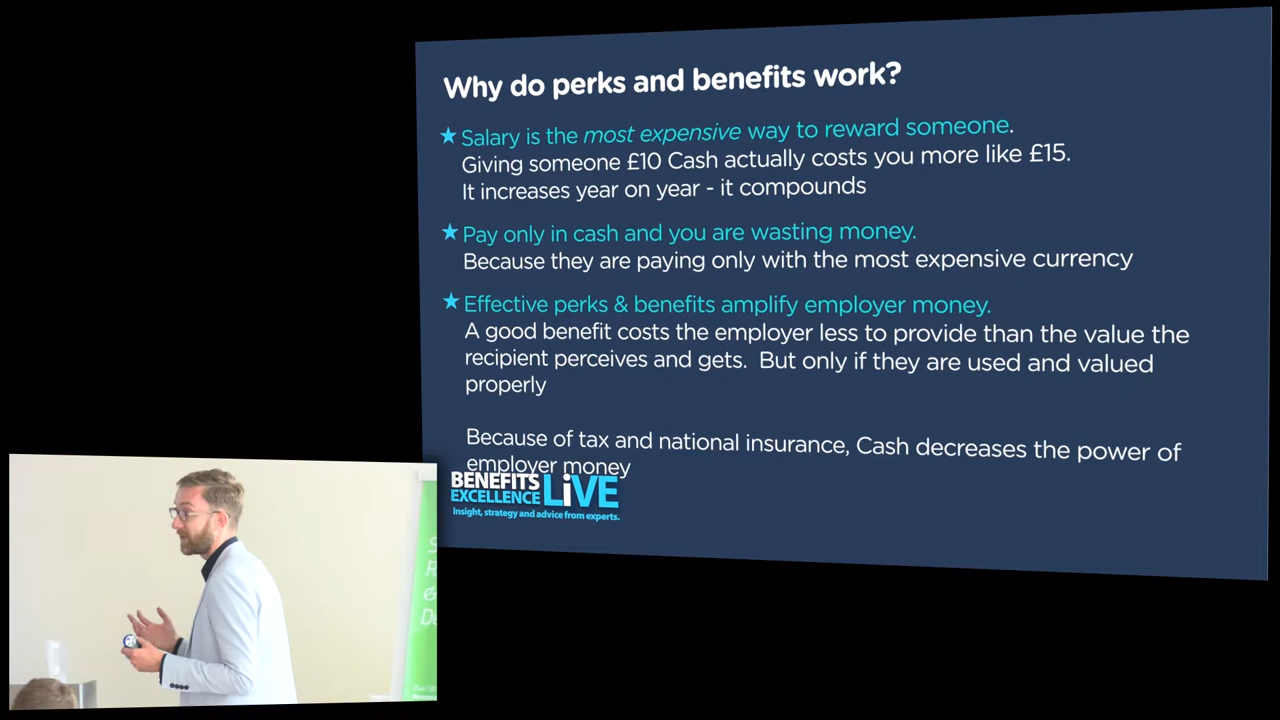 Why do perks and benefits work?
Salary is the most expensive way to reward someone.
Giving someone £10 Cash actually costs you more like £15.
It increases year on year - it compounds
Pay only in cash and you are wasting money.
Because they are paying only with the most expensive currency
Effective perks & benefits amplify employer money.
A good benefit costs the employer less to provide than the value the
recipient perceives and gets. But only if they are used and valued
properly
Because of tax and national insurance, Cash decreases the power of
employer money
BENEFITS
EXCELLENCE LiVE
Insight, strategy and advice from experts.